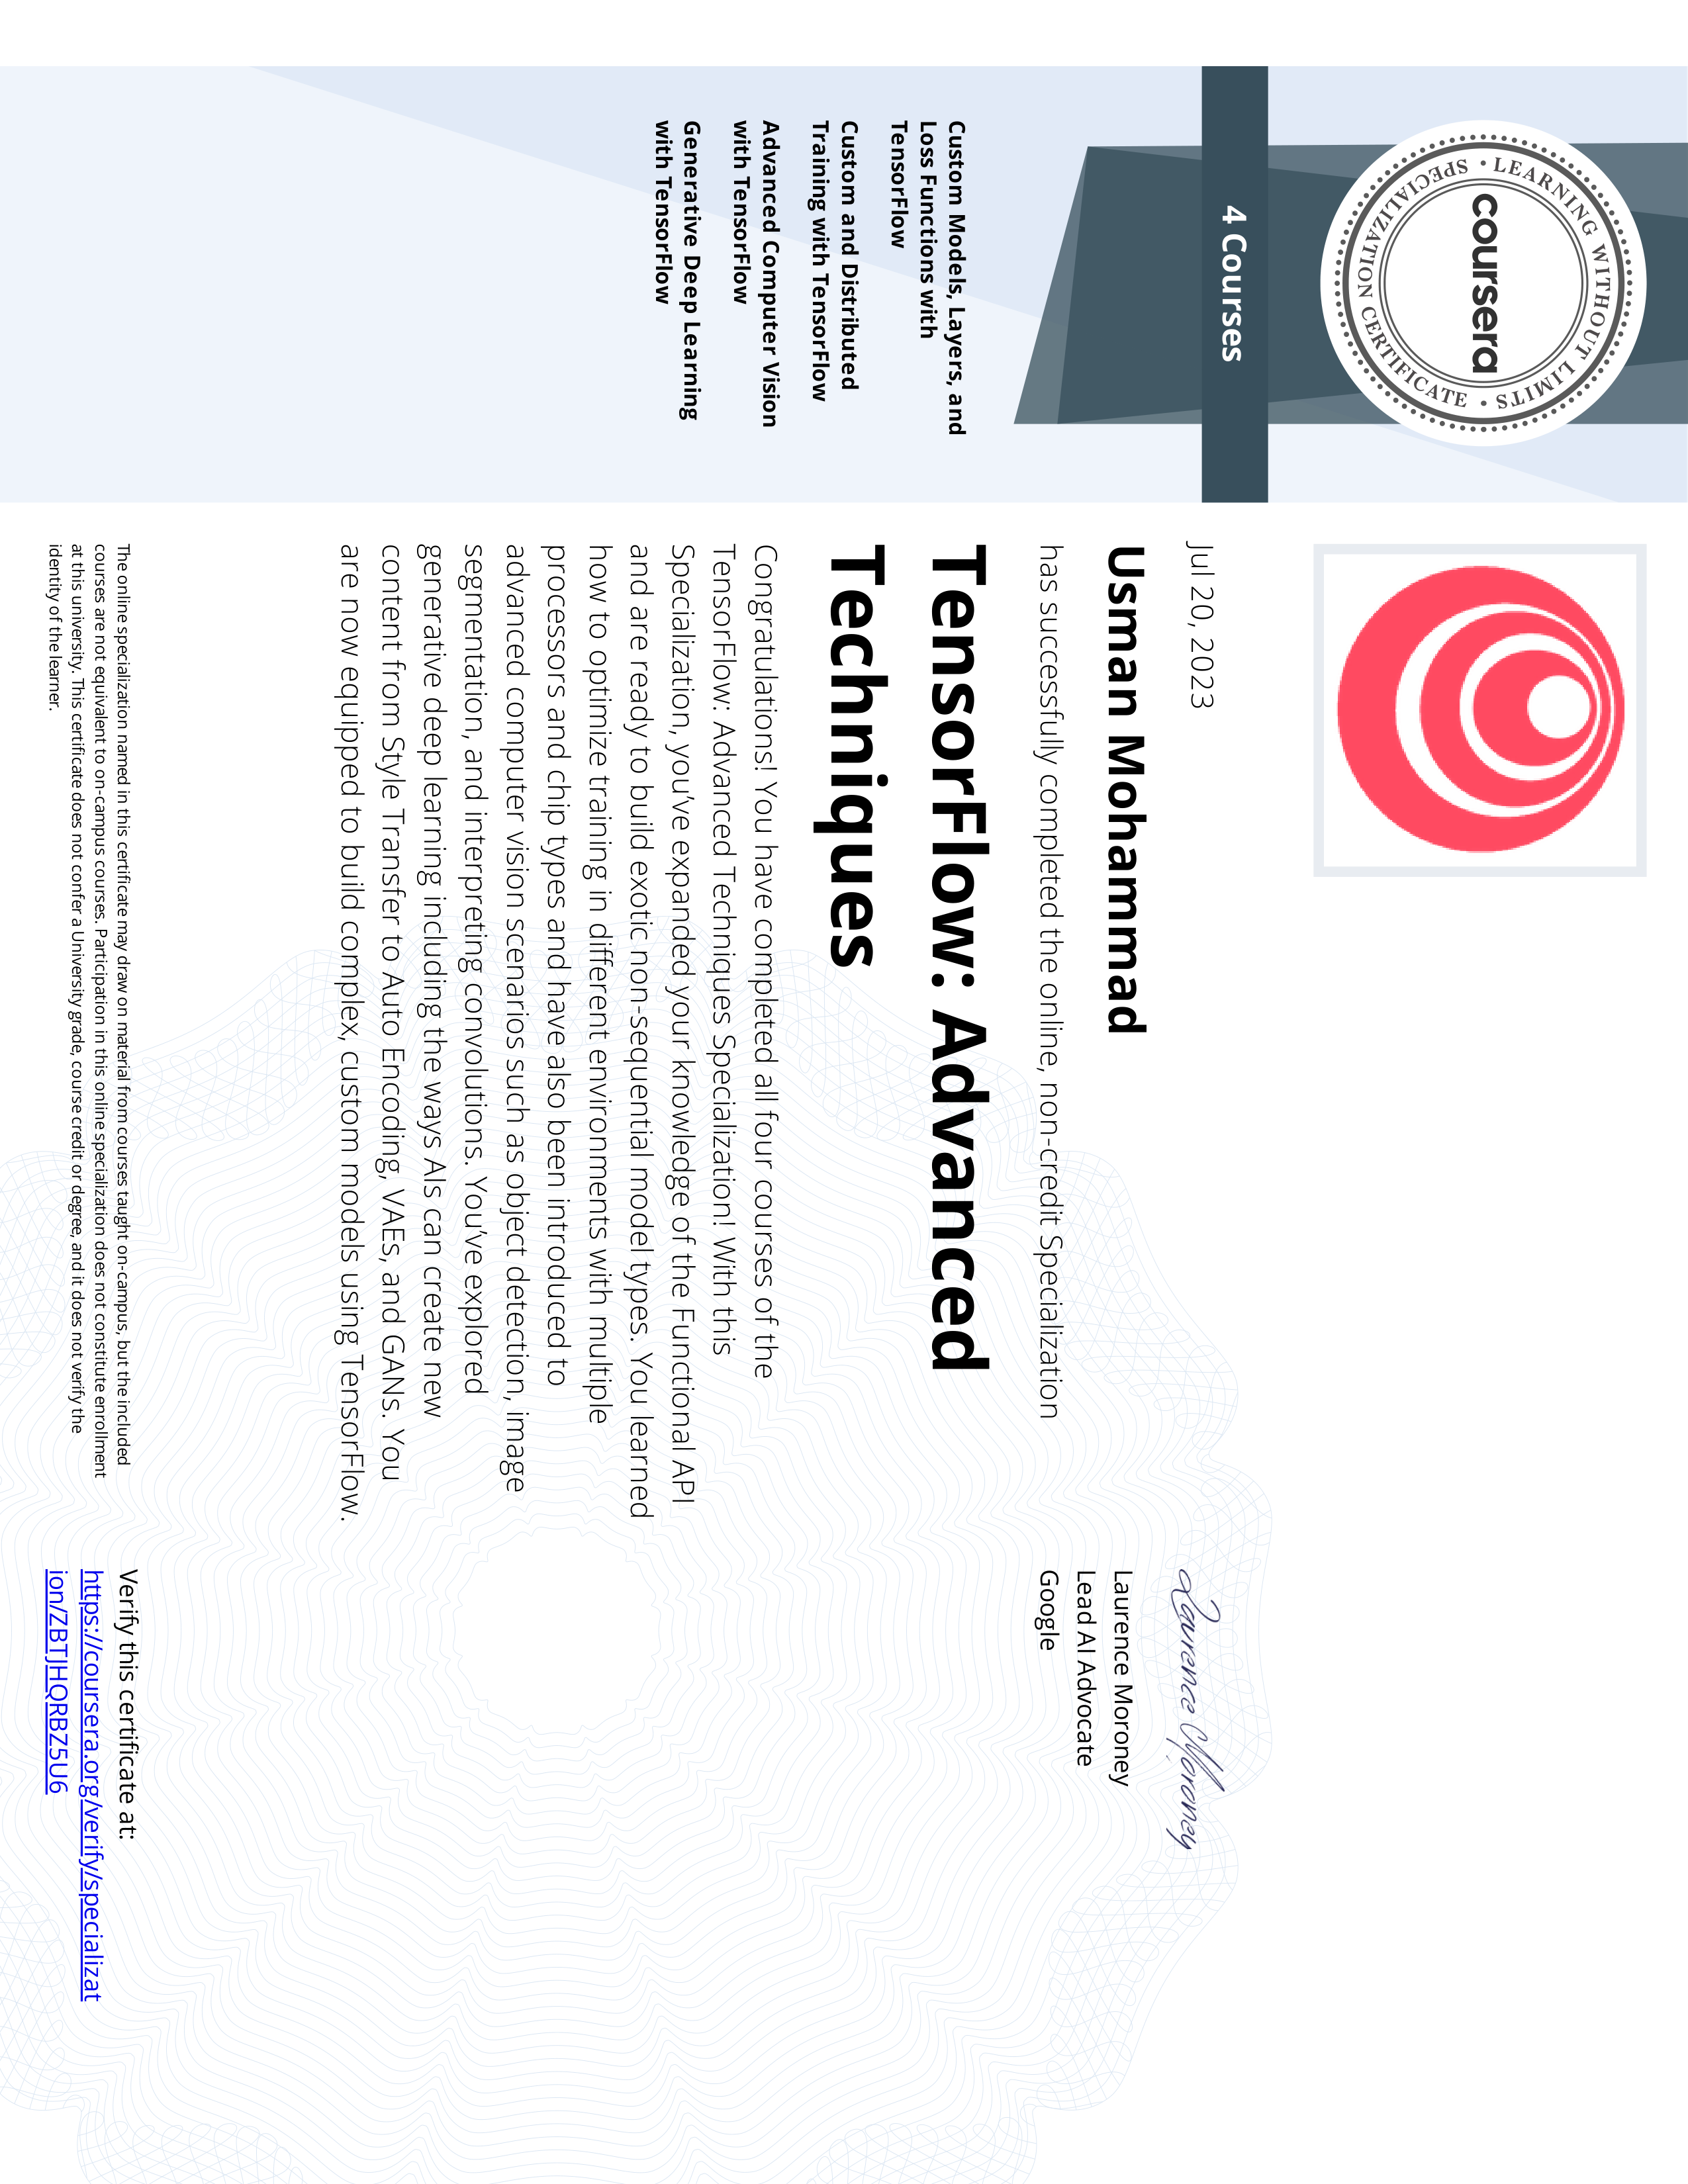 Jul 20, 2023
Usman Mohammad
has successfully completed the online, non-credit Specialization
TensorFlow: Advanced
Techniques
Congratulations! You have completed all four courses of the
TensorFlow: Advanced Techniques Specialization! With this
Specialization, you've expanded your knowledge of the Functional API
and are ready to build exotic non-sequential model types. You learned
how to optimize training in different environments with multiple
processors and chip types and have also been introduced to
advanced computer vision scenarios such as object detection, image
segmentation, and interpreting convolutions. You've explored
generative deep learning including the ways AIs can create new
content from Style Transfer to Auto Encoding, VAEs, and GANs. You
are now equipped to build complex, custom models using TensorFlow.
The online specialization named in this certificate may draw on material from courses taught on-campus, but the included
courses are not equivalent to on-campus courses. Participation in this online specialization does not constitute enrollment
at this university. This certificate does not confer a University grade, course credit or degree, and it does not verify the
identity of the learner.
LEARNING WITHOUT LIMITS • SPECIALIZATION CERTIFICATE •
coursera
4 Courses
Custom Models, Layers, and
Loss Functions with
TensorFlow
Custom and Distributed
Training with TensorFlow
Advanced Computer Vision
with TensorFlow
Generative Deep Learning
with TensorFlow
Laurence Moroney
Laurence Moroney
Lead AI Advocate
Google
Verify this certificate at:
https://coursera.org/verify/specializat
ion/ZBTJHQRBZ5U6